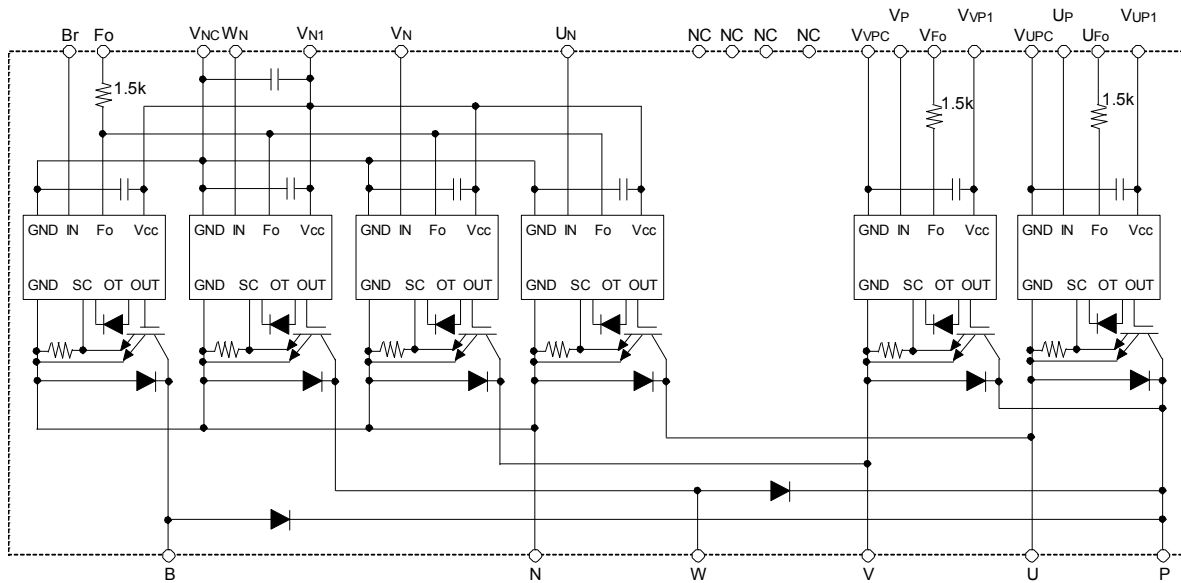 Br Fo VNC WN VN1 VN UN NC NC NC NC VVPC VP VFo VVP1 VUPC UP UFo VUP1
1.5k 1.5k 1.5k
GND IN Fo Vcc GND IN Fo Vcc GND IN Fo Vcc GND IN Fo Vcc GND IN Fo Vcc GND IN Fo Vcc
GND SC OT OUT GND SC OT OUT GND SC OT OUT GND SC OT OUT GND SC OT OUT GND SC OT OUT
B N W V U P